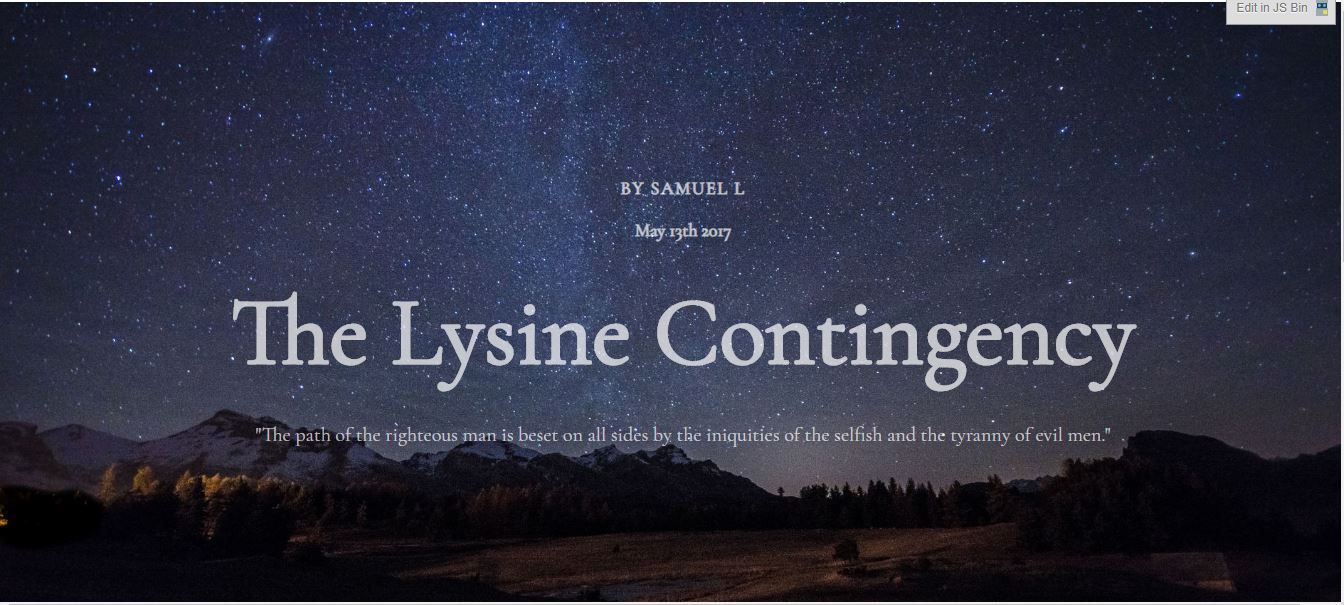 Edit in JS Bin
BY SAMUEL L
May 13th 2017
The Lysine Contingency
"The path of the righteous man is beset on all sides by the iniquities of the selfish and the tyranny of evil men."